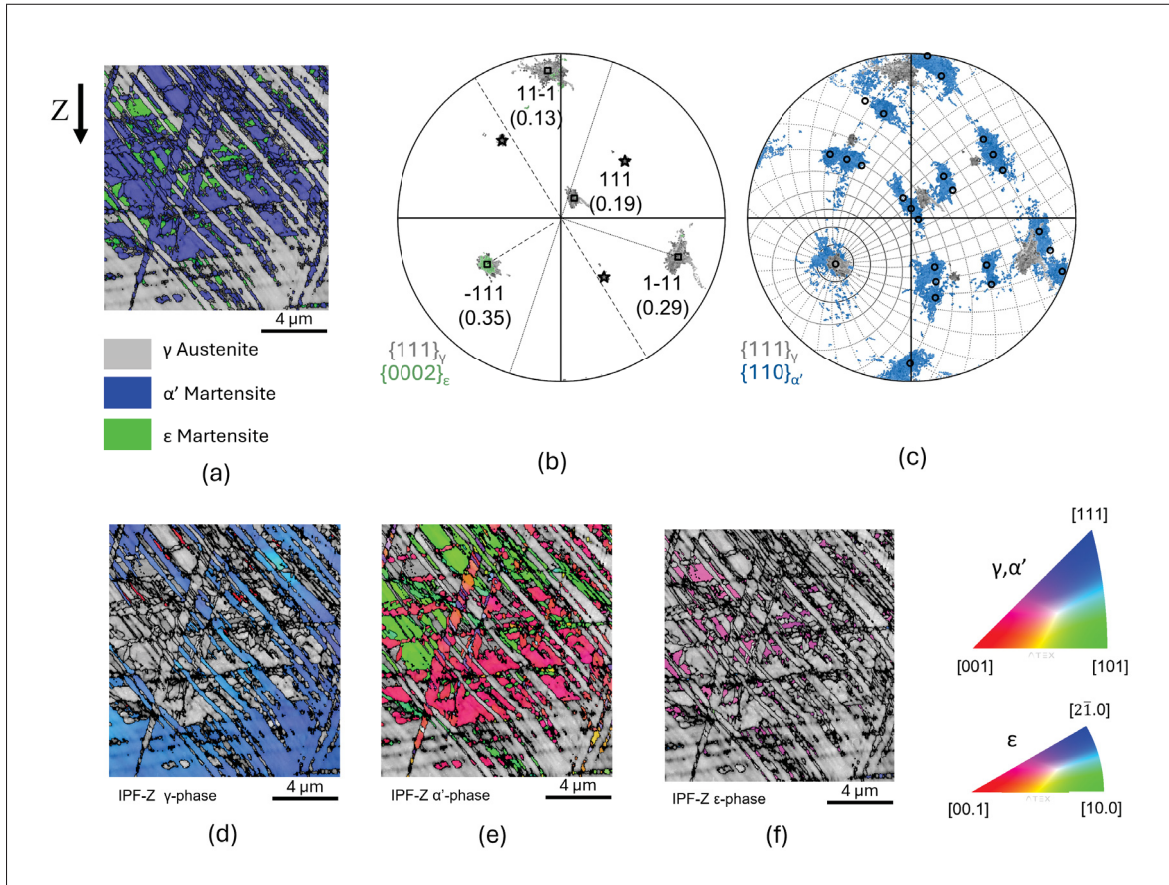 Z
4 μm
γ Austenite
α’ Martensite
ε Martensite
(a)
11-1
(0.13)
111
(0.19)
-111
(0.35)
1-11
(0.29)
{111}γ
{0002}ε
(b)
{111}γ
{110}α’
(c)
IPF-Z γ-phase
4 μm
(d)
IPF-Z α’-phase
4 μm
(e)
IPF-Z ε-phase
4 μm
(f)
[111]
γ,α’
[001]
ATEX
[101]
[21̅.0]
ε
[00.1]
ATEX
[10.0]